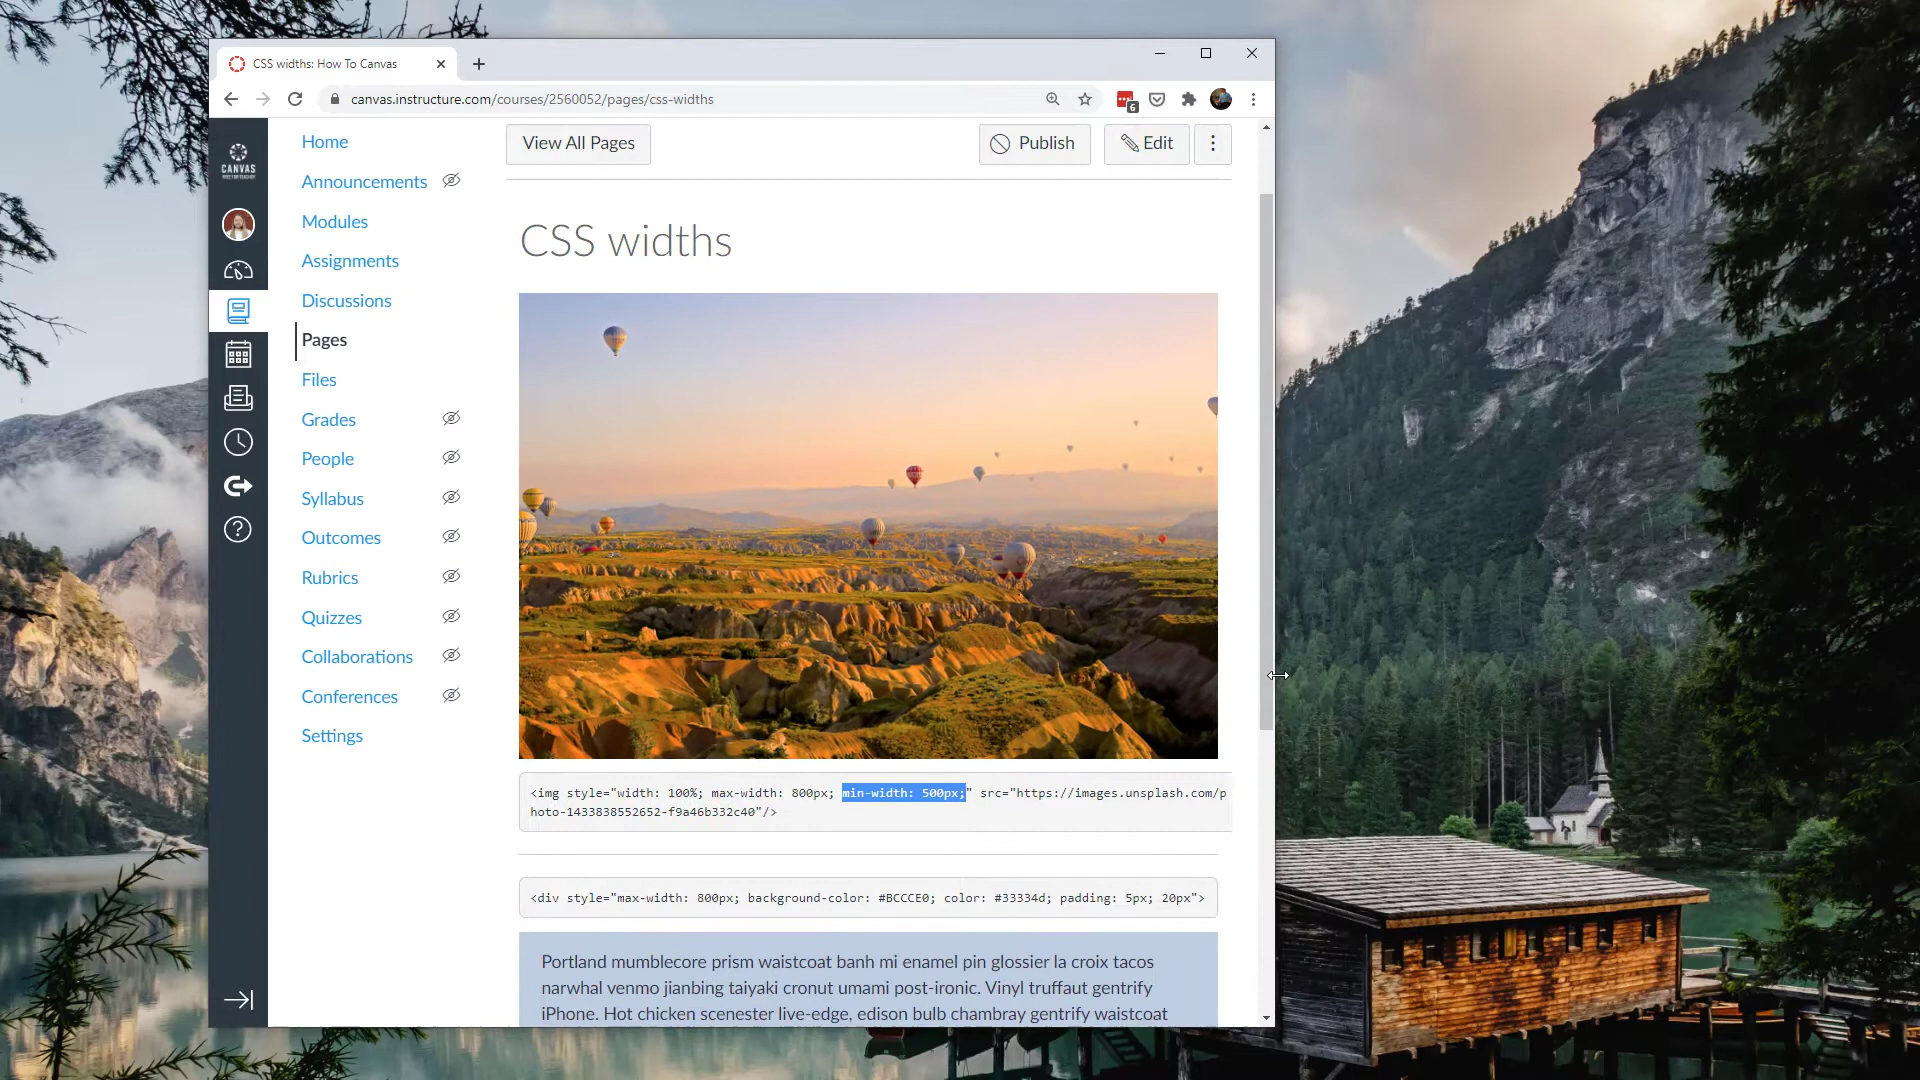 CSS widths: How To Canvas
canvas.instructure.com/courses/2560052/pages/css-widths
6
CANVAS
Home
Announcements
Modules
Assignments
Discussions
Pages
Files
Grades
People
Syllabus
Outcomes
Rubrics
Quizzes
Collaborations
Conferences
Settings
View All Pages
Publish
Edit
CSS widths
<img style="width: 100%; max-width: 800px; min-width: 500px;" src="https://images.unsplash.com/p
hoto-1433838552652-f9a46b332c40"/>
<div style="max-width: 800px; background-color: #BCCCE0; color: #33334d; padding: 5px; 20px">
Portland mumblecore prism waistcoat banh mi enamel pin glossier la croix tacos
narwhal venmo jianbing taiyaki cronut umami post-ironic. Vinyl truffaut gentrify
iPhone. Hot chicken scenester live-edge, edison bulb chambray gentrify waistcoat